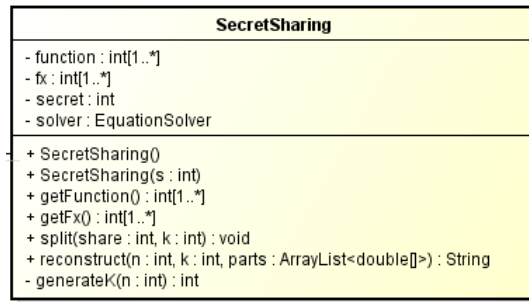 SecretSharing
- function : int[1..*]
- fx : int[1..*]
- secret : int
- solver : EquationSolver
+ SecretSharing()
+ SecretSharing(s : int)
+ getFunction() : int[1..*]
+ getFx() : int[1..*]
+ split(share : int, k : int) : void
+ reconstruct(n : int, k : int, parts : ArrayList<double[]>) : String
- generateK(n : int) : int